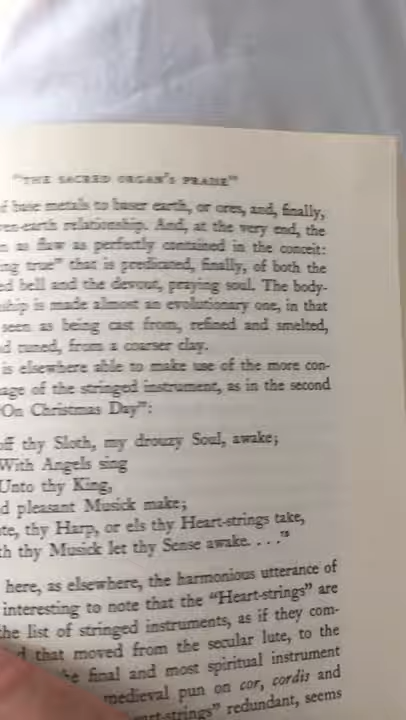 "THE SACRED ORGAN'S PRAISE"
f base metals to baser earth, or ores, and, finally,
ven-earth relationship. And, at the very end, the
n as flaw as perfectly contained in the conceit:
ng true" that is predicated, finally, of both the
ed bell and the devout, praying soul. The body-
ship is made almost an evolutionary one, in that
seen as being cast from, refined and smelted,
d tuned, from a coarser clay.
is elsewhere able to make use of the more con-
age of the stringed instrument, as in the second
"On Christmas Day":
off thy Sloth, my drouzy Soul, awake;
With Angels sing
Unto thy King,
d pleasant Musick make;
te, thy Harp, or els thy Heart-strings take,
th thy Musick let thy Sense awake. . . ."
here, as elsewhere, the harmonious utterance of
interesting to note that the "Heart-strings" are
the list of stringed instruments, as if they com-
d that moved from the secular lute, to the
he final and most spiritual instrument
medieval pun on cor, cordis and
art-strings" redundant, seems